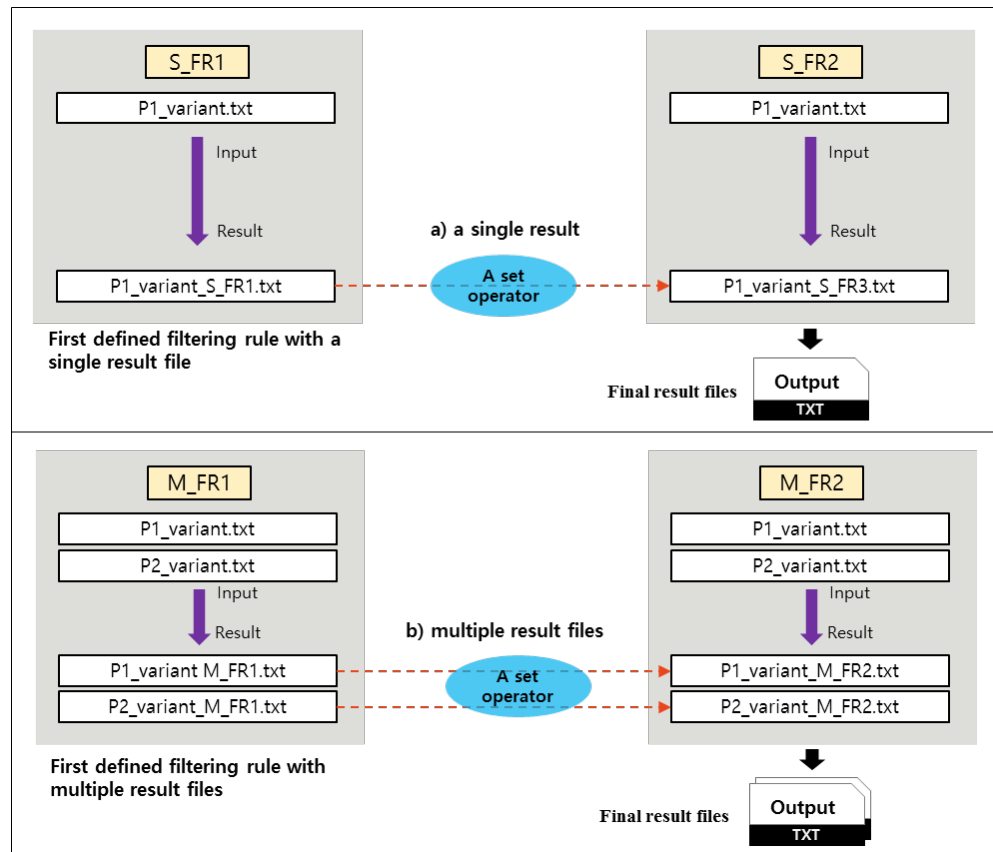 S_FR1
P1_variant.txt
Input
Result
P1_variant_S_FR1.txt
First defined filtering rule with a
single result file
a) a single result
A set
operator
S_FR2
P1_variant.txt
Input
Result
P1_variant_S_FR3.txt
Final result files
Output
TXT
M_FR1
P1_variant.txt
P2_variant.txt
Input
Result
P1_variant M_FR1.txt
P2_variant_M_FR1.txt
First defined filtering rule with
multiple result files
b) multiple result files
A set
operator
M_FR2
P1_variant.txt
P2_variant.txt
Input
Result
P1_variant_M_FR2.txt
P2_variant_M_FR2.txt
Final result files
Output
TXT